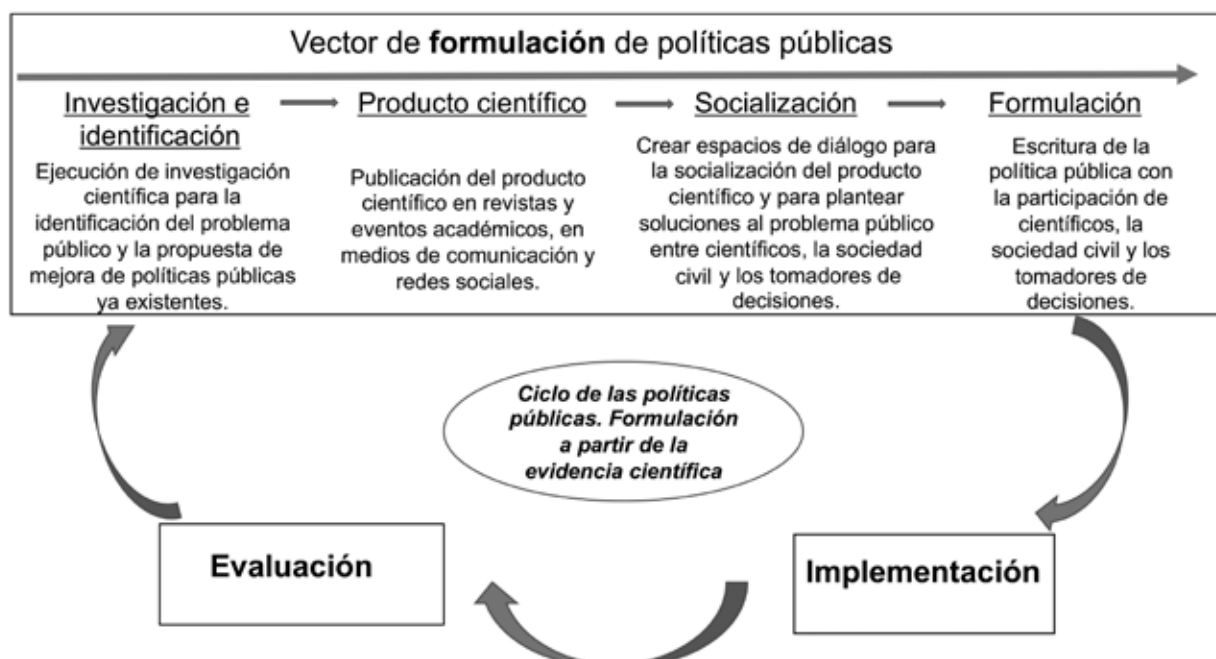 Vector de formulación de políticas públicas
Investigación e
identificación
Ejecución de investigación
científica para la
identificación del problema
público y la propuesta de
mejora de políticas públicas
ya existentes.
Producto científico
Publicación del producto
científico en revistas y
eventos académicos, en
medios de comunicación y
redes sociales.
Socialización
Crear espacios de diálogo para
la socialización del producto
científico y para plantear
soluciones al problema público
entre científicos, la sociedad
civil y los tomadores de
decisiones.
Formulación
Escritura de la
política pública con
la participación de
científicos, la
sociedad civil y los
tomadores de
decisiones.
Ciclo de las políticas
públicas. Formulación
a partir de la
evidencia científica
Evaluación
Implementación